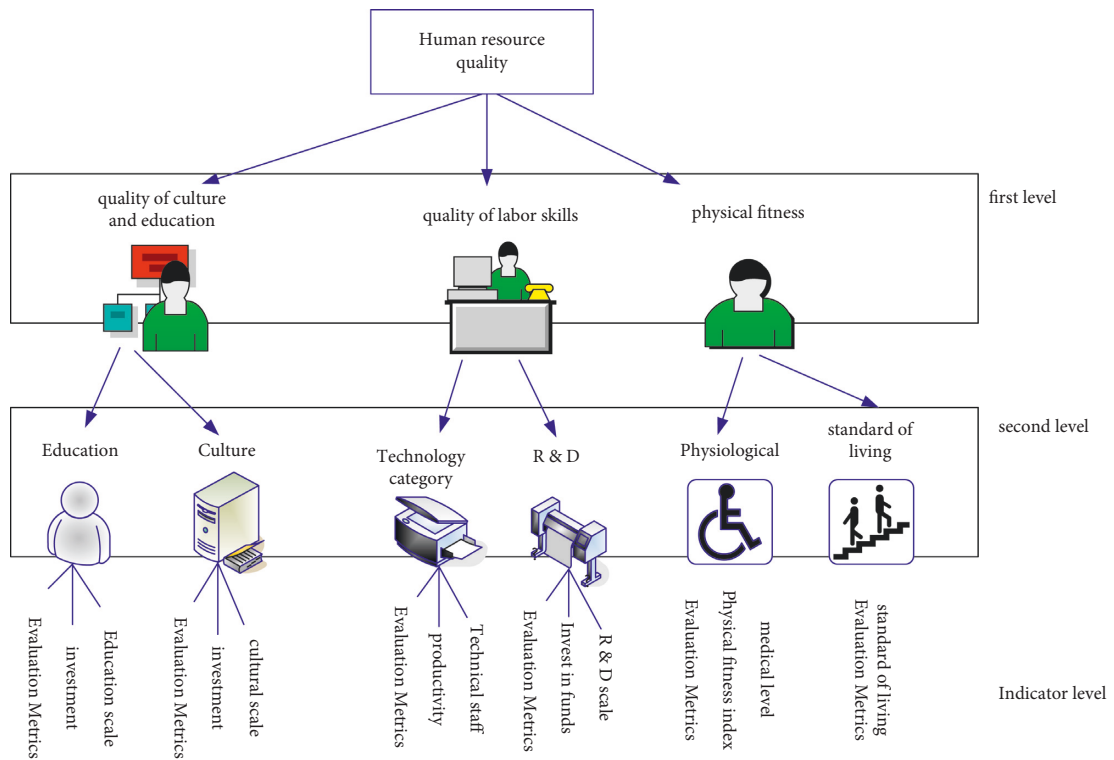 Human resource
quality
first level
quality of culture
and education
quality of labor skills
physical fitness
second level
Education
Culture
Technology
category
R & D
Physiological
standard of
living
Indicator level
Evaluation Metrics
investment
Education scale
Evaluation Metrics
investment
cultural scale
Evaluation Metrics
productivity
Technical staff
Evaluation Metrics
Invest in funds
R & D scale
Evaluation Metrics
Physical fitness index
medical level
Evaluation Metrics
standard of living